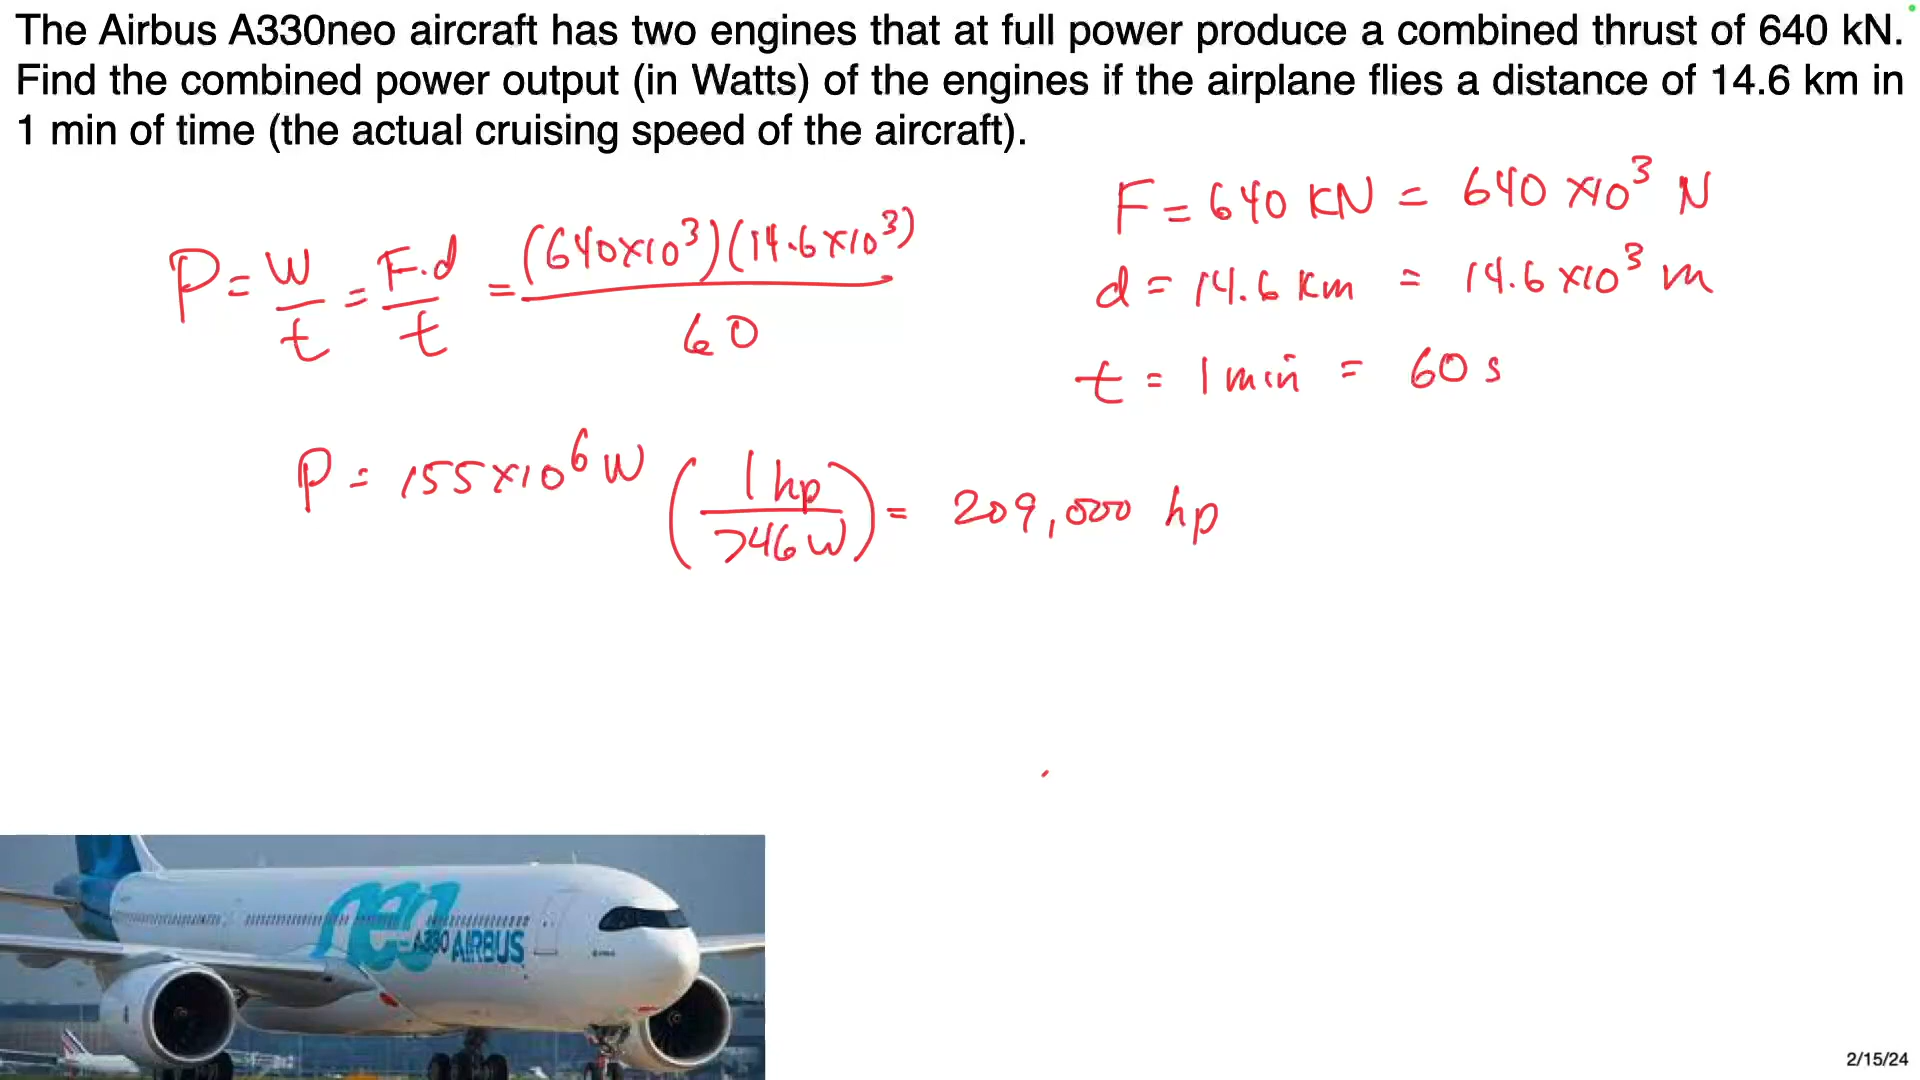 The Airbus A330neo aircraft has two engines that at full power produce a combined thrust of 640 kN.
Find the combined power output (in Watts) of the engines if the airplane flies a distance of 14.6 km in
1 min of time (the actual cruising speed of the aircraft).
F = 640 KN = 640 x10³ N
P = W/t = F.d/t = (640x10³)(14.6x10³)/60
d = 14.6 Km = 14.6 x10³ m
t = 1 min = 60 s
P = 155x10⁶ W (1 hp/746 W) = 209,000 hp
neo
A330 AIRBUS
2/15/24